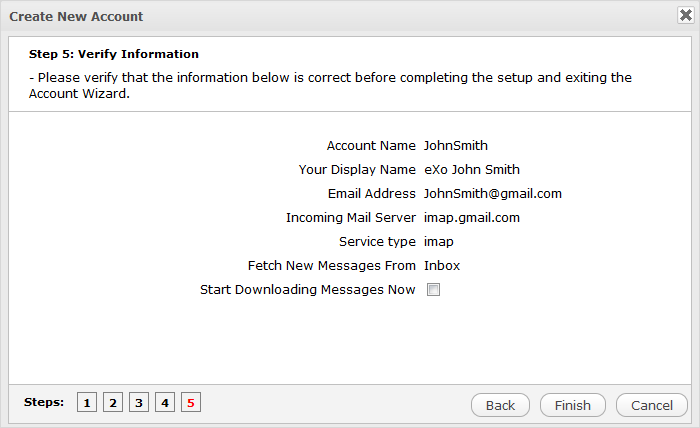 Create New Account
Step 5: Verify Information
- Please verify that the information below is correct before completing the setup and exiting the
Account Wizard.
Account Name JohnSmith
Your Display Name eXo John Smith
Email Address JohnSmith@gmail.com
Incoming Mail Server imap.gmail.com
Service type imap
Fetch New Messages From Inbox
Start Downloading Messages Now
Steps: 1 2 3 4 5 Back Finish Cancel